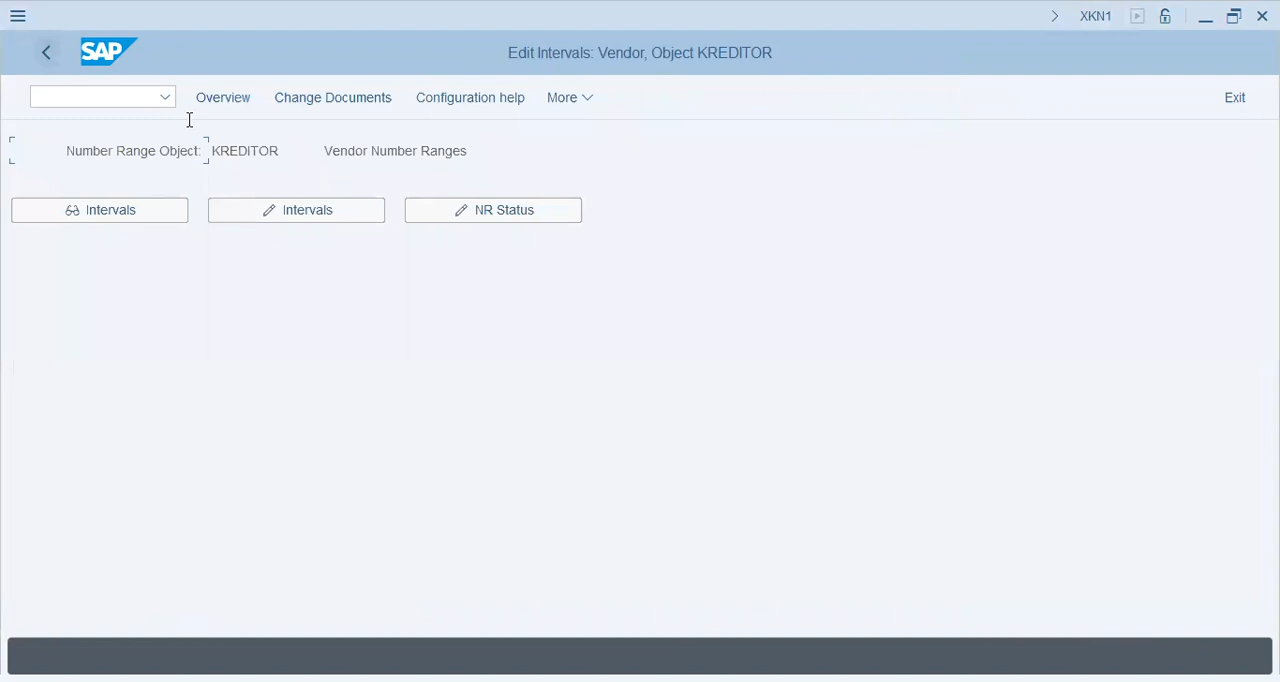 XKN1
SAP Edit Intervals: Vendor, Object KREDITOR
Overview Change Documents Configuration help More Exit
Number Range Object: KREDITOR Vendor Number Ranges
Intervals Intervals NR Status